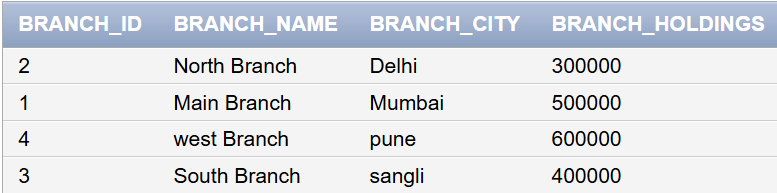 BRANCH_ID BRANCH_NAME BRANCH_CITY BRANCH_HOLDINGS
2 North Branch Delhi 300000
1 Main Branch Mumbai 500000
4 west Branch pune 600000
3 South Branch sangli 400000